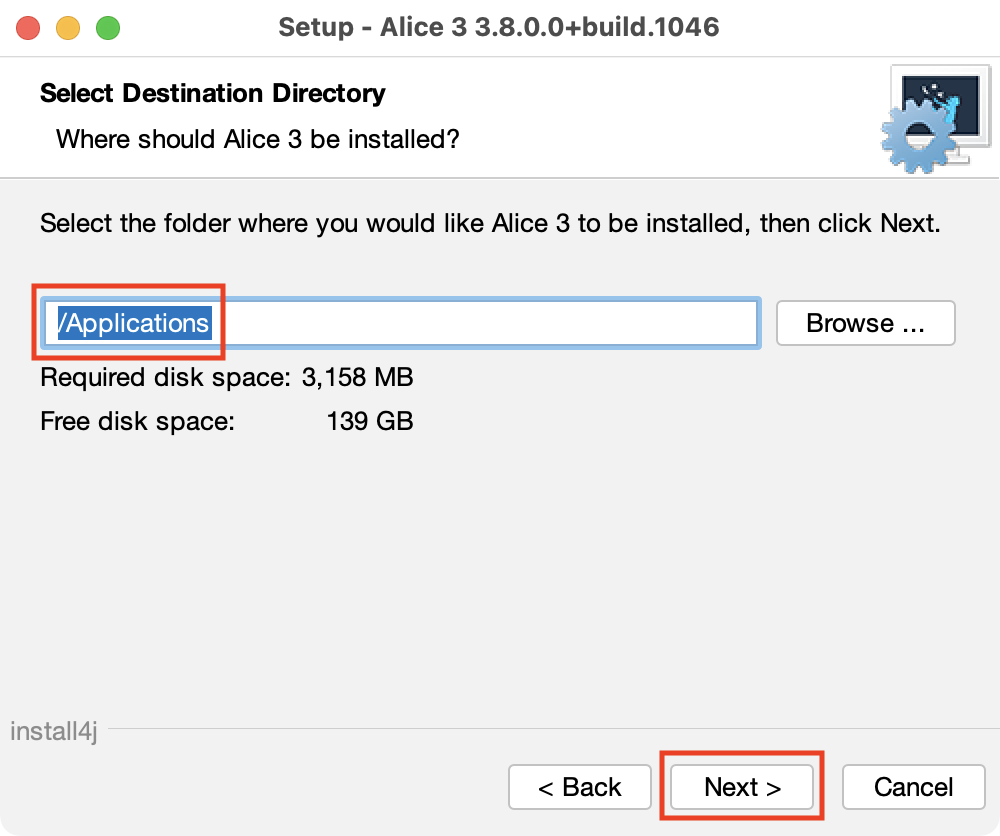 Setup - Alice 3 3.8.0.0+build.1046
Select Destination Directory
Where should Alice 3 be installed?
Select the folder where you would like Alice 3 to be installed, then click Next.
/Applications
Browse ...
Required disk space: 3,158 MB
Free disk space: 139 GB
install4j
< Back
Next >
Cancel